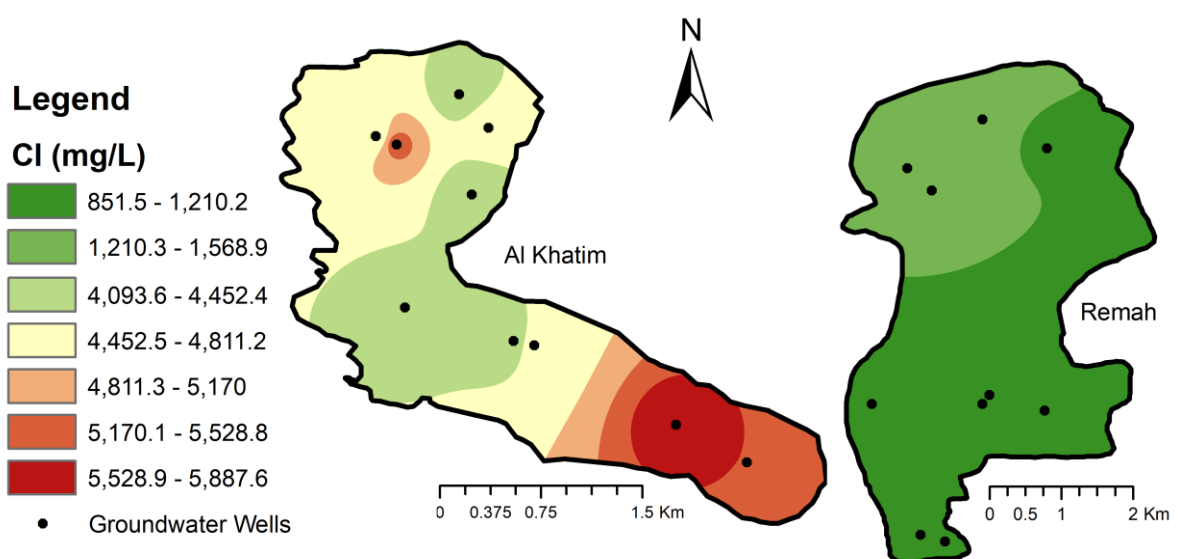 N
Legend
Cl (mg/L)
851.5 - 1,210.2
1,210.3 - 1,568.9
4,093.6 - 4,452.4
4,452.5 - 4,811.2
4,811.3 - 5,170
5,170.1 - 5,528.8
5,528.9 - 5,887.6
Groundwater Wells
Al Khatim
Remah
0 0.375 0.75 1.5 Km
0 0.5 1 2 Km